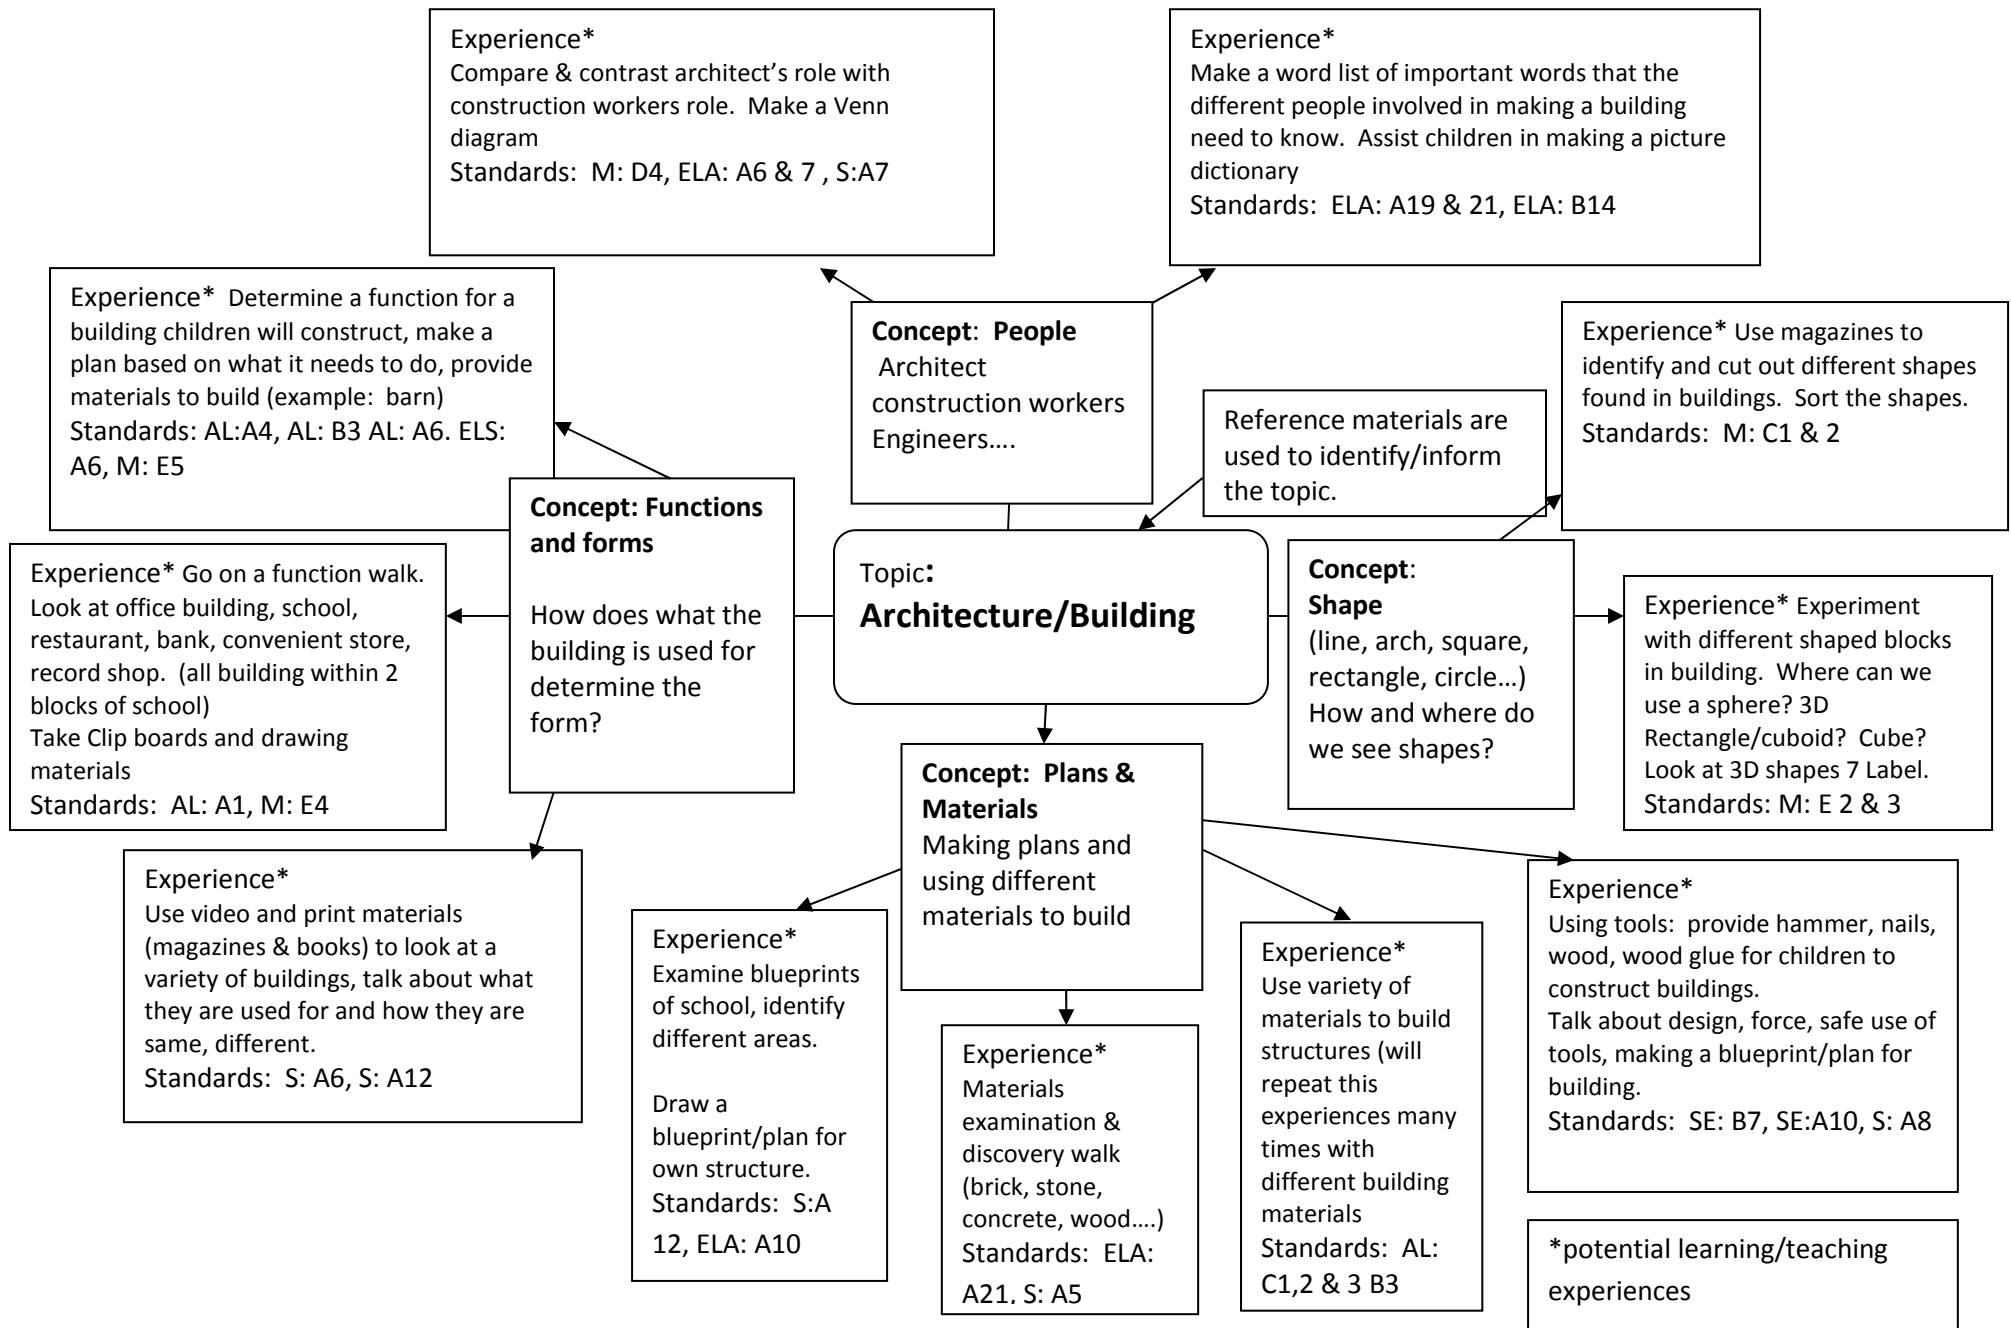 Experience*
Compare & contrast architect’s role with
construction workers role.  Make a Venn
diagram
Standards:  M: D4, ELA: A6 & 7 , S:A7
Experience*
Make a word list of important words that the
different people involved in making a building
need to know.  Assist children in making a picture
dictionary
Standards:  ELA: A19 & 21, ELA: B14
Experience*  Determine a function for a
building children will construct, make a
plan based on what it needs to do, provide
materials to build (example:  barn)
Standards: AL:A4, AL: B3 AL: A6. ELS:
A6, M: E5
Concept:  People
Architect
construction workers
Engineers….
Reference materials are
used to identify/inform
the topic.
Experience* Use magazines to
identify and cut out different shapes
found in buildings.  Sort the shapes.
Standards:  M: C1 & 2
Concept: Functions
and forms
How does what the
building is used for
determine the
form?
Topic:
Architecture/Building
Concept:
Shape
(line, arch, square,
rectangle, circle…)
How and where do
we see shapes?
Experience* Go on a function walk.
Look at office building, school,
restaurant, bank, convenient store,
record shop.  (all building within 2
blocks of school)
Take Clip boards and drawing
materials
Standards:  AL: A1, M: E4
Experience* Experiment
with different shaped blocks
in building.  Where can we
use a sphere? 3D
Rectangle/cuboid?  Cube?
Look at 3D shapes 7 Label.
Standards: M: E 2 & 3
Concept:  Plans &
Materials
Making plans and
using different
materials to build
Experience*
Use video and print materials
(magazines & books) to look at a
variety of buildings, talk about what
they are used for and how they are
same, different.
Standards:  S: A6, S: A12
Experience*
Examine blueprints
of school, identify
different areas.
Draw a
blueprint/plan for
own structure.
Standards:  S:A
12, ELA: A10
Experience*
Materials
examination &
discovery walk
(brick, stone,
concrete, wood….)
Standards:  ELA:
A21, S: A5
Experience*
Use variety of
materials to build
structures (will
repeat this
experiences many
times with
different building
materials
Standards:  AL:
C1,2 & 3 B3
Experience*
Using tools:  provide hammer, nails,
wood, wood glue for children to
construct buildings.
Talk about design, force, safe use of
tools, making a blueprint/plan for
building.
Standards:  SE: B7, SE:A10, S: A8
*potential learning/teaching
experiences